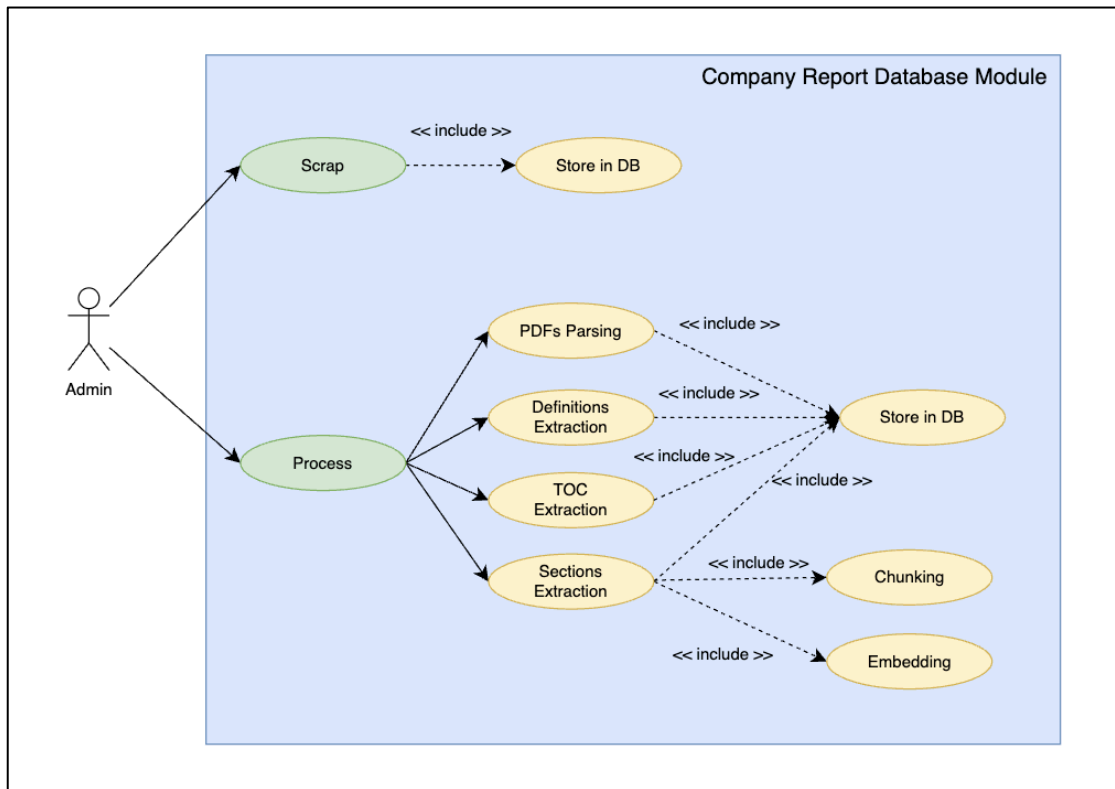 Company Report Database Module
<< include >>
Scrap
Store in DB
Admin
PDFs Parsing
<< include >>
Definitions
Extraction
<< include >>
Store in DB
Process
TOC
Extraction
<< include >>
<< include >>
Sections
Extraction
<< include >>
Chunking
<< include >>
Embedding